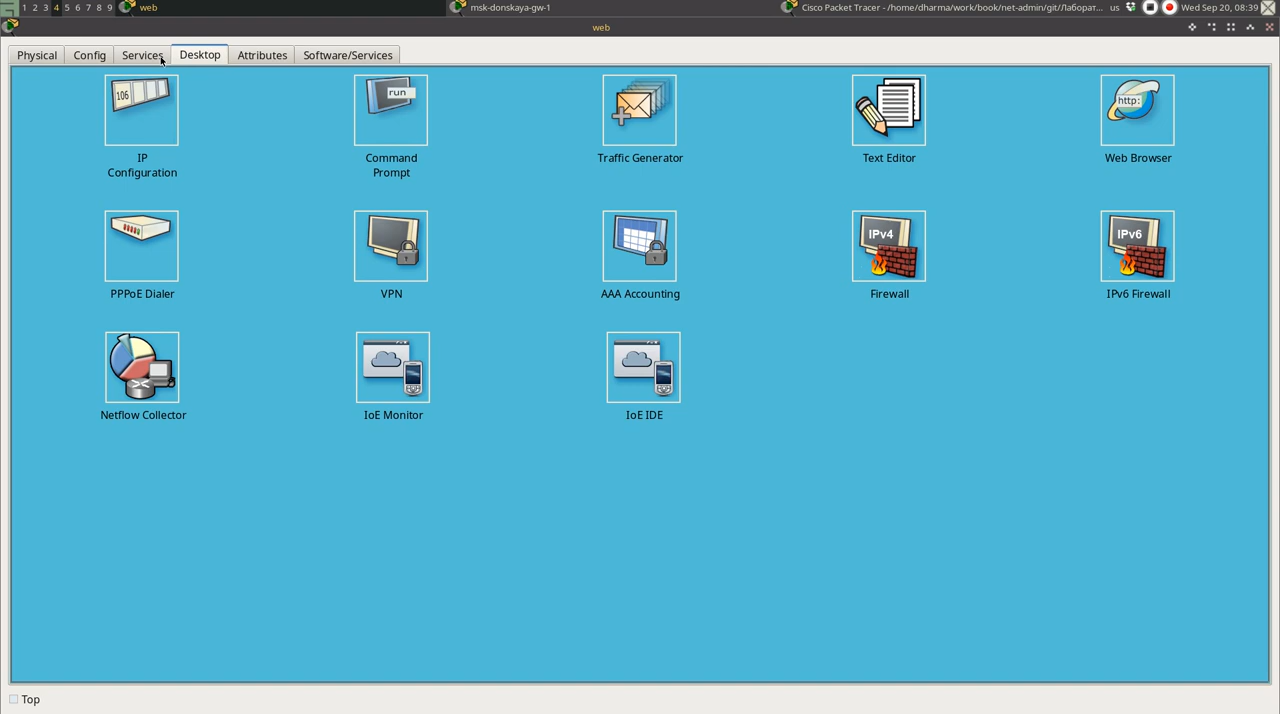 1 2 3 4 5 6 7 8 9 web msk-donskaya-gw-1 Cisco Packet Tracer - /home/dharma/work/book/net-admin/git//Лаборат... us Wed Sep 20, 08:39
web
Physical Config Services Desktop Attributes Software/Services
106
run
http:
IP
Configuration
Command
Prompt
Traffic Generator
Text Editor
Web Browser
IPv4
IPv6
PPPoE Dialer
VPN
AAA Accounting
Firewall
IPv6 Firewall
Netflow Collector
IoE Monitor
IoE IDE
Top